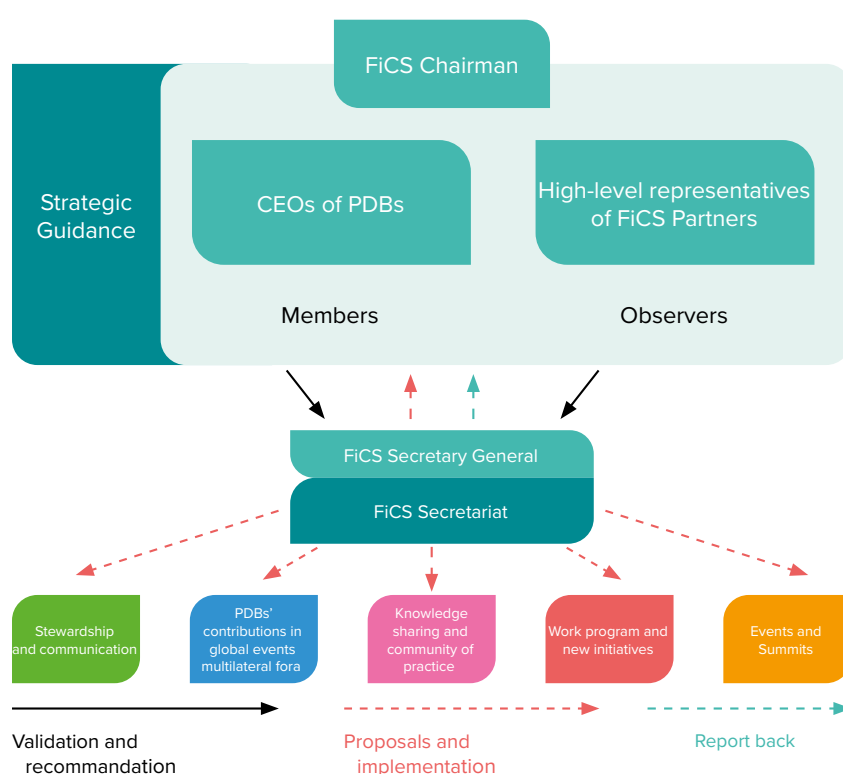 FiCS Chairman
Strategic
Guidance
CEOs of PDBs
High-level representatives
of FiCS Partners
Members
Observers
FiCS Secretary General
FiCS Secretariat
Stewardship
and communication
PDBs’
contributions in
global events
multilateral fora
Knowledge
sharing and
community of
practice
Work program and
new initiatives
Events and
Summits
Validation and
recommandation
Proposals and
implementation
Report back